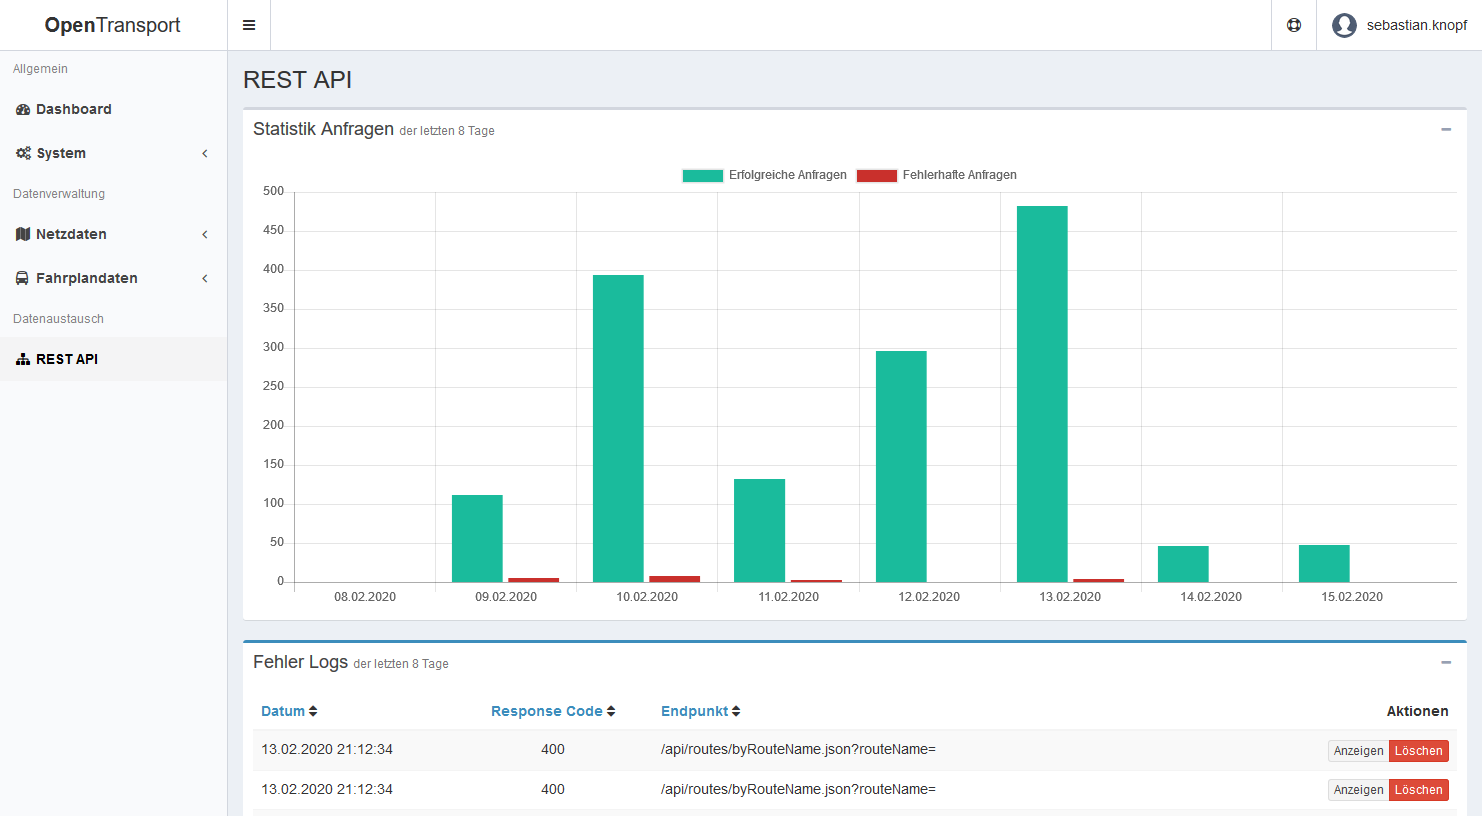 OpenTransport
sebastian.knopf
Allgemein
Dashboard
System
Datenverwaltung
Netzdaten
Fahrplandaten
Datenaustausch
REST API
REST API
Statistik Anfragen der letzten 8 Tage
Erfolgreiche Anfragen Fehlerhafte Anfragen
500
450
400
350
300
250
200
150
100
50
0
08.02.2020 09.02.2020 10.02.2020 11.02.2020 12.02.2020 13.02.2020 14.02.2020 15.02.2020
Fehler Logs der letzten 8 Tage
Datum Response Code Endpunkt Aktionen
13.02.2020 21:12:34 400 /api/routes/byRouteName.json?routeName= Anzeigen Löschen
13.02.2020 21:12:34 400 /api/routes/byRouteName.json?routeName= Anzeigen Löschen